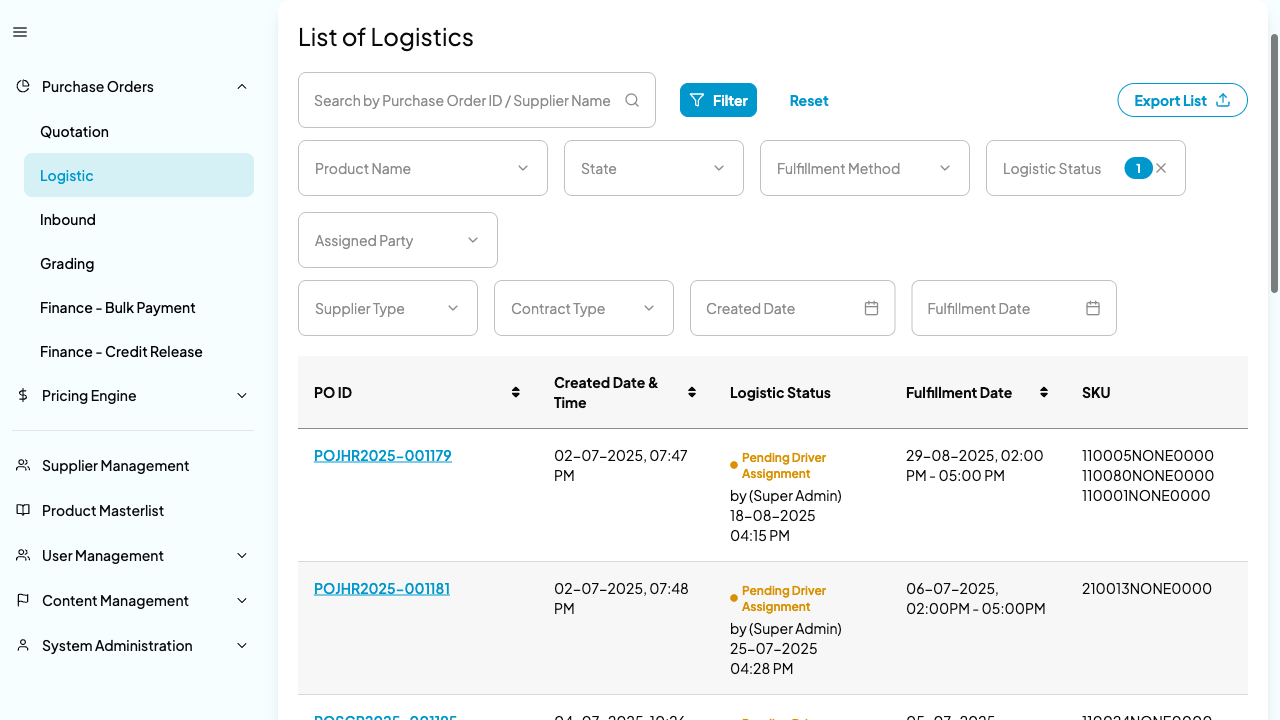 List of Logistics
Search by Purchase Order ID / Supplier Name
Filter
Reset
Export List
Product Name
State
Fulfillment Method
Logistic Status
1
Assigned Party
Supplier Type
Contract Type
Created Date
Fulfillment Date
Purchase Orders
Quotation
Logistic
Inbound
Grading
Finance - Bulk Payment
Finance - Credit Release
Pricing Engine
Supplier Management
Product Masterlist
User Management
Content Management
System Administration
PO ID
Created Date &
Time
Logistic Status
Fulfillment Date
SKU
POJHR2025-001179
02-07-2025, 07:47
PM
Pending Driver
Assignment
by (Super Admin)
18-08-2025
04:15 PM
29-08-2025, 02:00
PM - 05:00 PM
110005NONE0000
110080NONE0000
110001NONE0000
POJHR2025-001181
02-07-2025, 07:48
PM
Pending Driver
Assignment
by (Super Admin)
25-07-2025
04:28 PM
06-07-2025,
02:00PM - 05:00PM
210013NONE0000